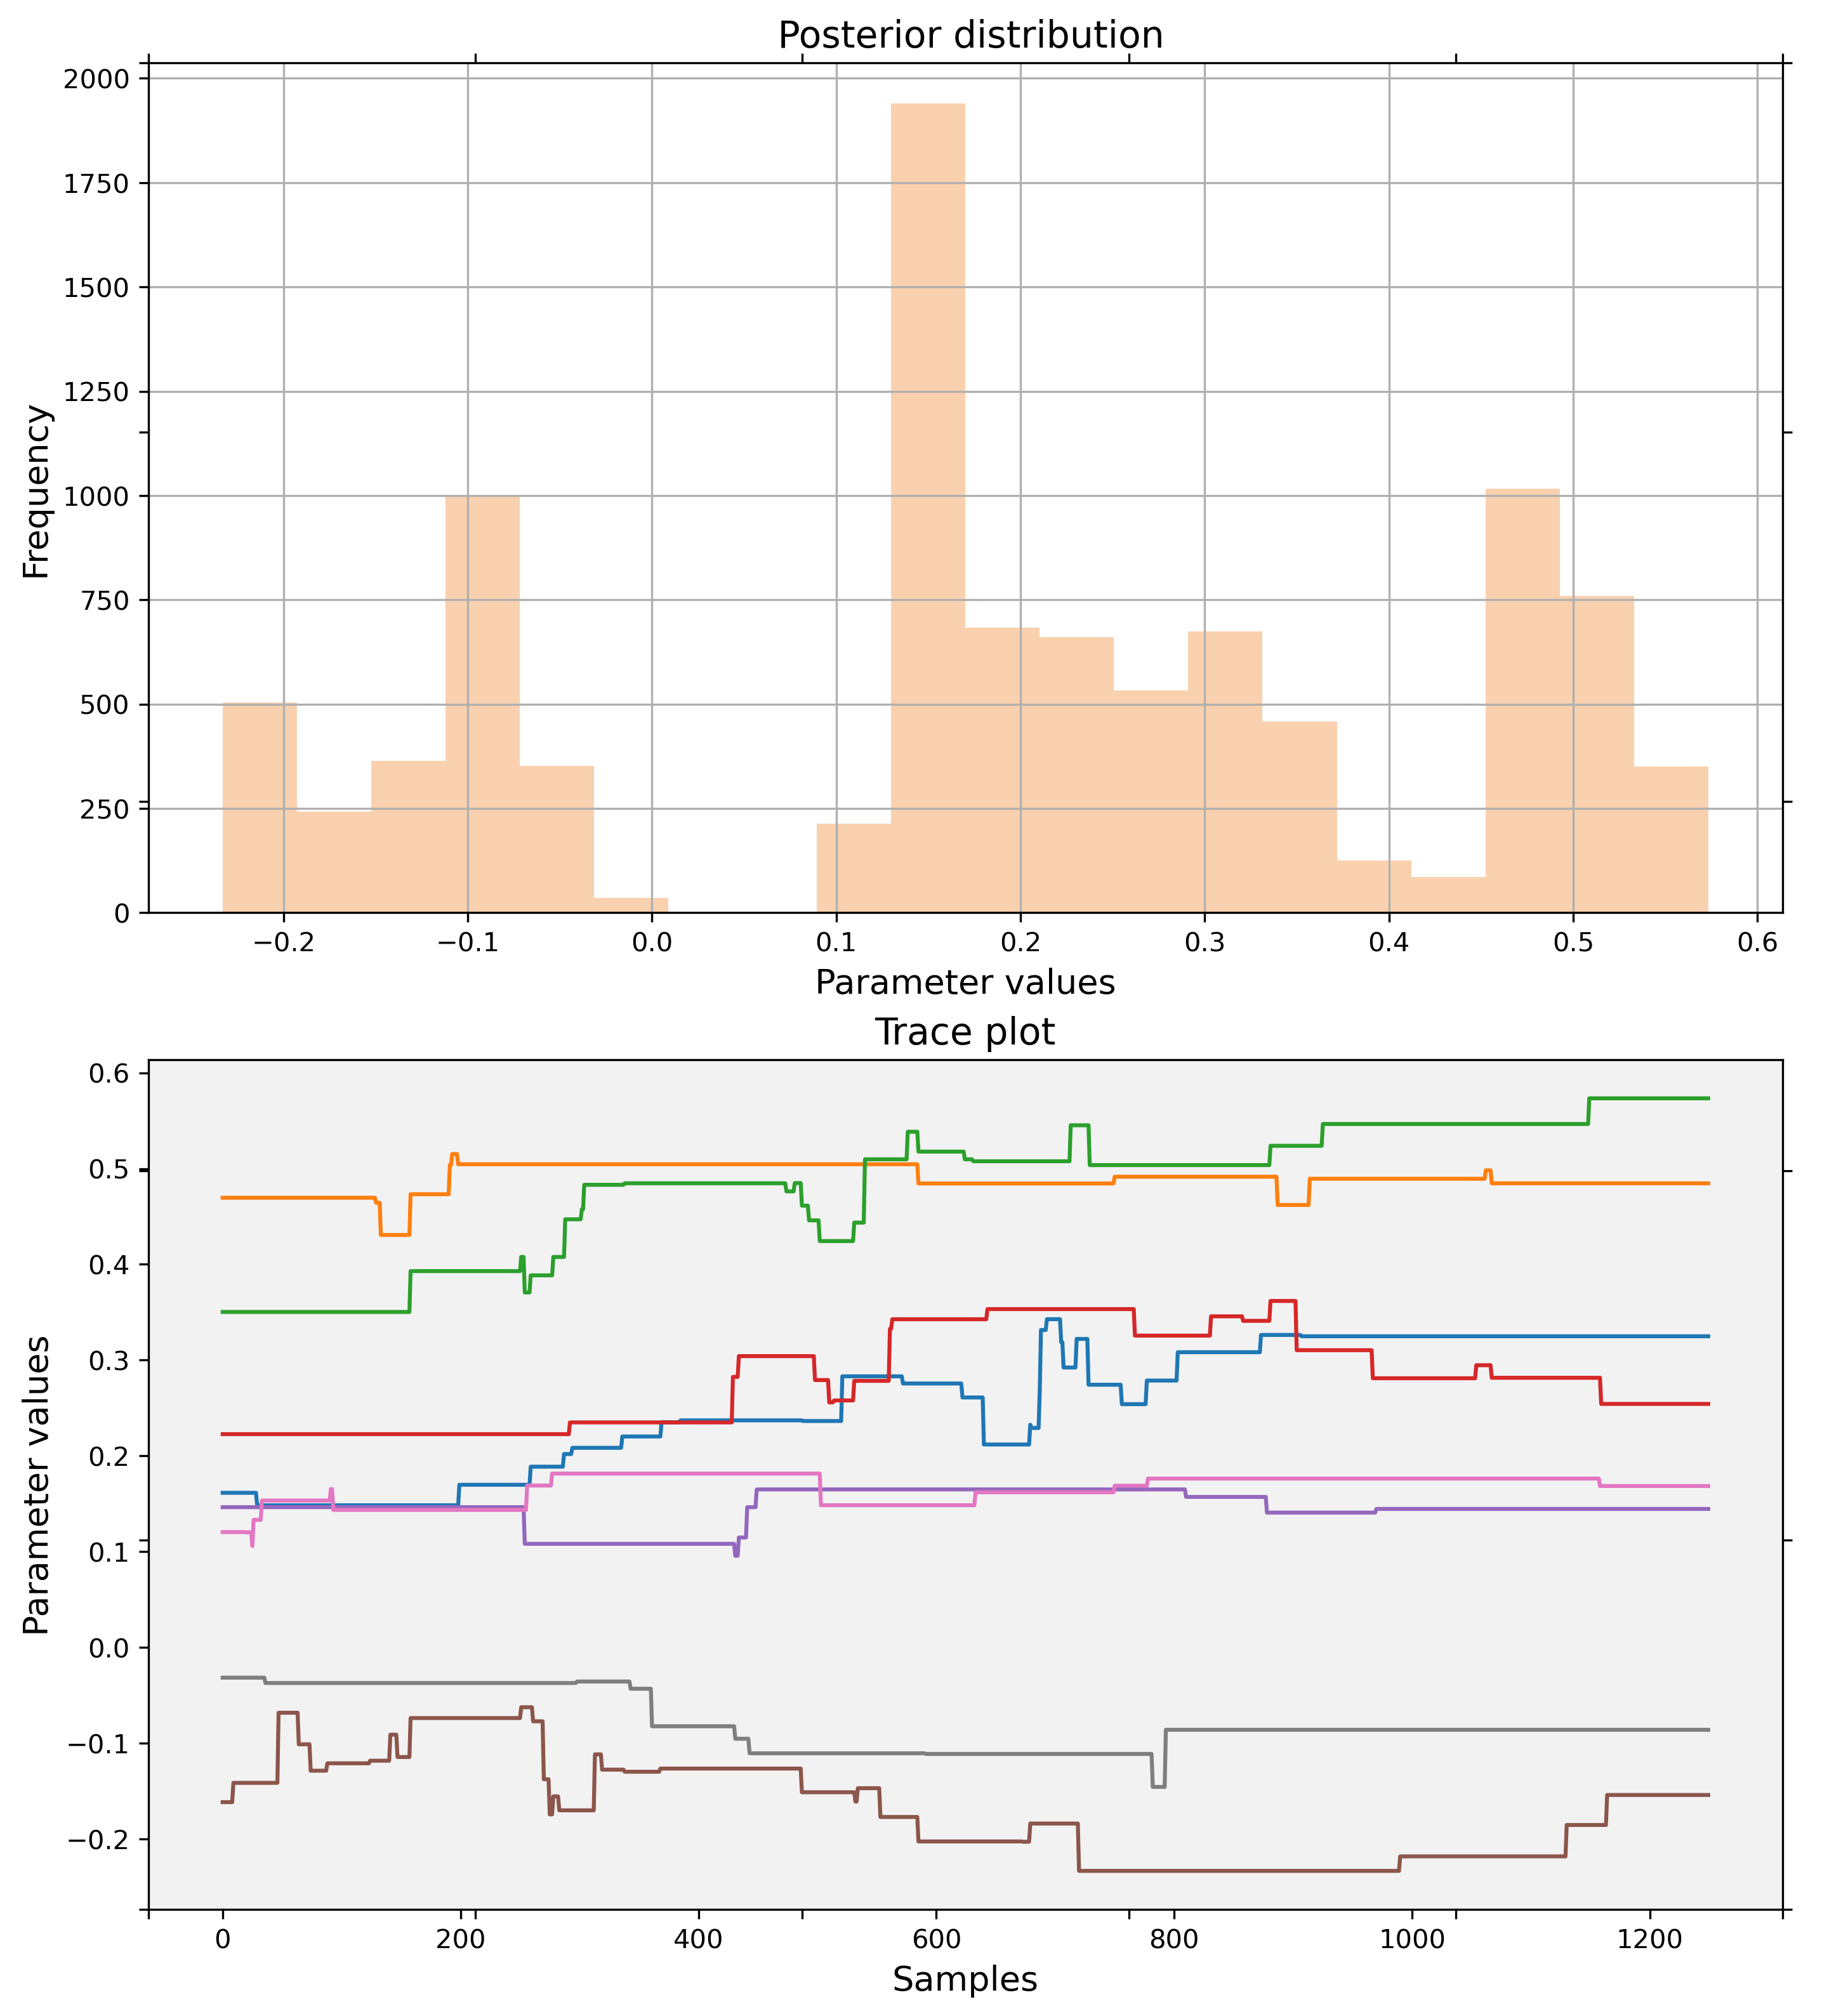 Posterior distribution
2000
1750
1500
1250
1000
750
500
250
0
Frequency
−0.2 −0.1 0.0 0.1 0.2 0.3 0.4 0.5 0.6
Parameter values
Trace plot
0.6
0.5
0.4
0.3
0.2
0.1
0.0
−0.1
−0.2
Parameter values
0 200 400 600 800 1000 1200
Samples